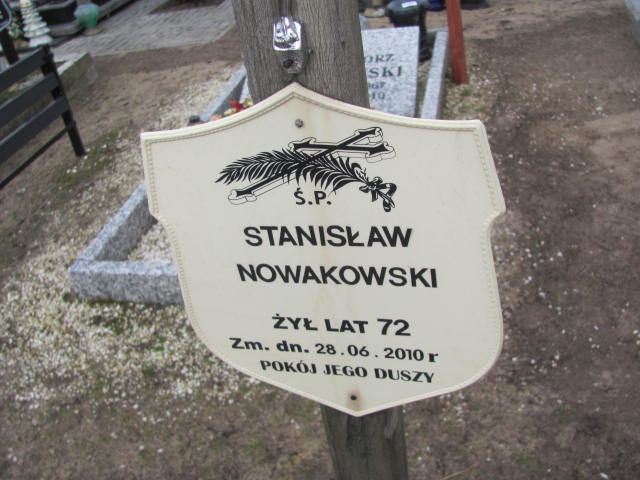 Ś.P.
STANISŁAW
NOWAKOWSKI
ŻYŁ LAT 72
Zm. dn. 28.06.2010 r
POKÓJ JEGO DUSZY